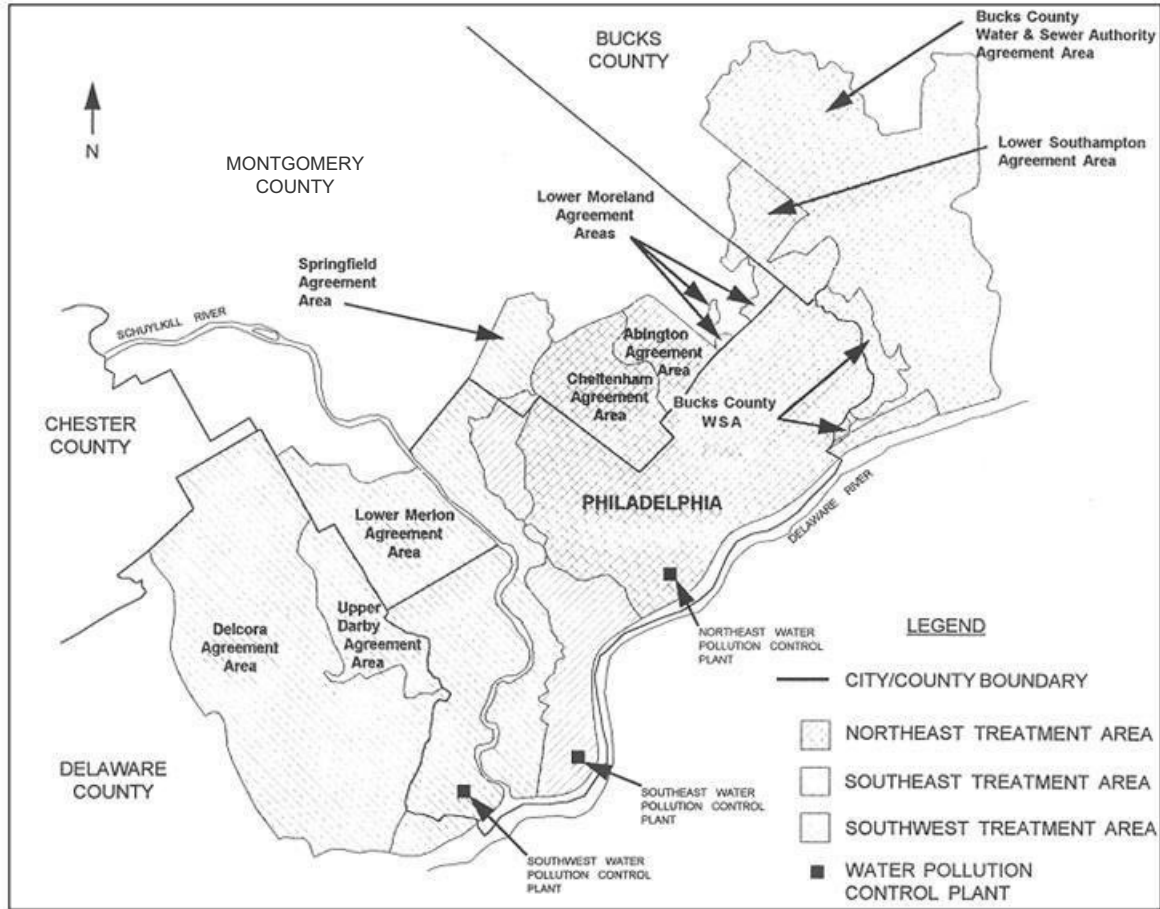 Bucks County
Water & Sewer Authority
Agreement Area
BUCKS
COUNTY
N
Lower Southampton
Agreement Area
MONTGOMERY
COUNTY
Lower Moreland
Agreement
Areas
Springfield
Agreement
Area
SCHUYLKILL RIVER
Abington
Agreement
Area
Cheltenham
Agreement
Area
CHESTER
COUNTY
Bucks County
WSA
PHILADELPHIA
DELAWARE RIVER
Lower Merion
Agreement
Area
Delcora
Agreement
Area
Upper
Darby
Agreement
Area
NORTHEAST WATER
POLLUTION CONTROL
PLANT
DELAWARE
COUNTY
SOUTHEAST WATER
POLLUTION CONTROL
PLANT
SOUTHWEST WATER
POLLUTION CONTROL
PLANT
LEGEND
CITY/COUNTY BOUNDARY
NORTHEAST TREATMENT AREA
SOUTHEAST TREATMENT AREA
SOUTHWEST TREATMENT AREA
WATER POLLUTION
CONTROL PLANT